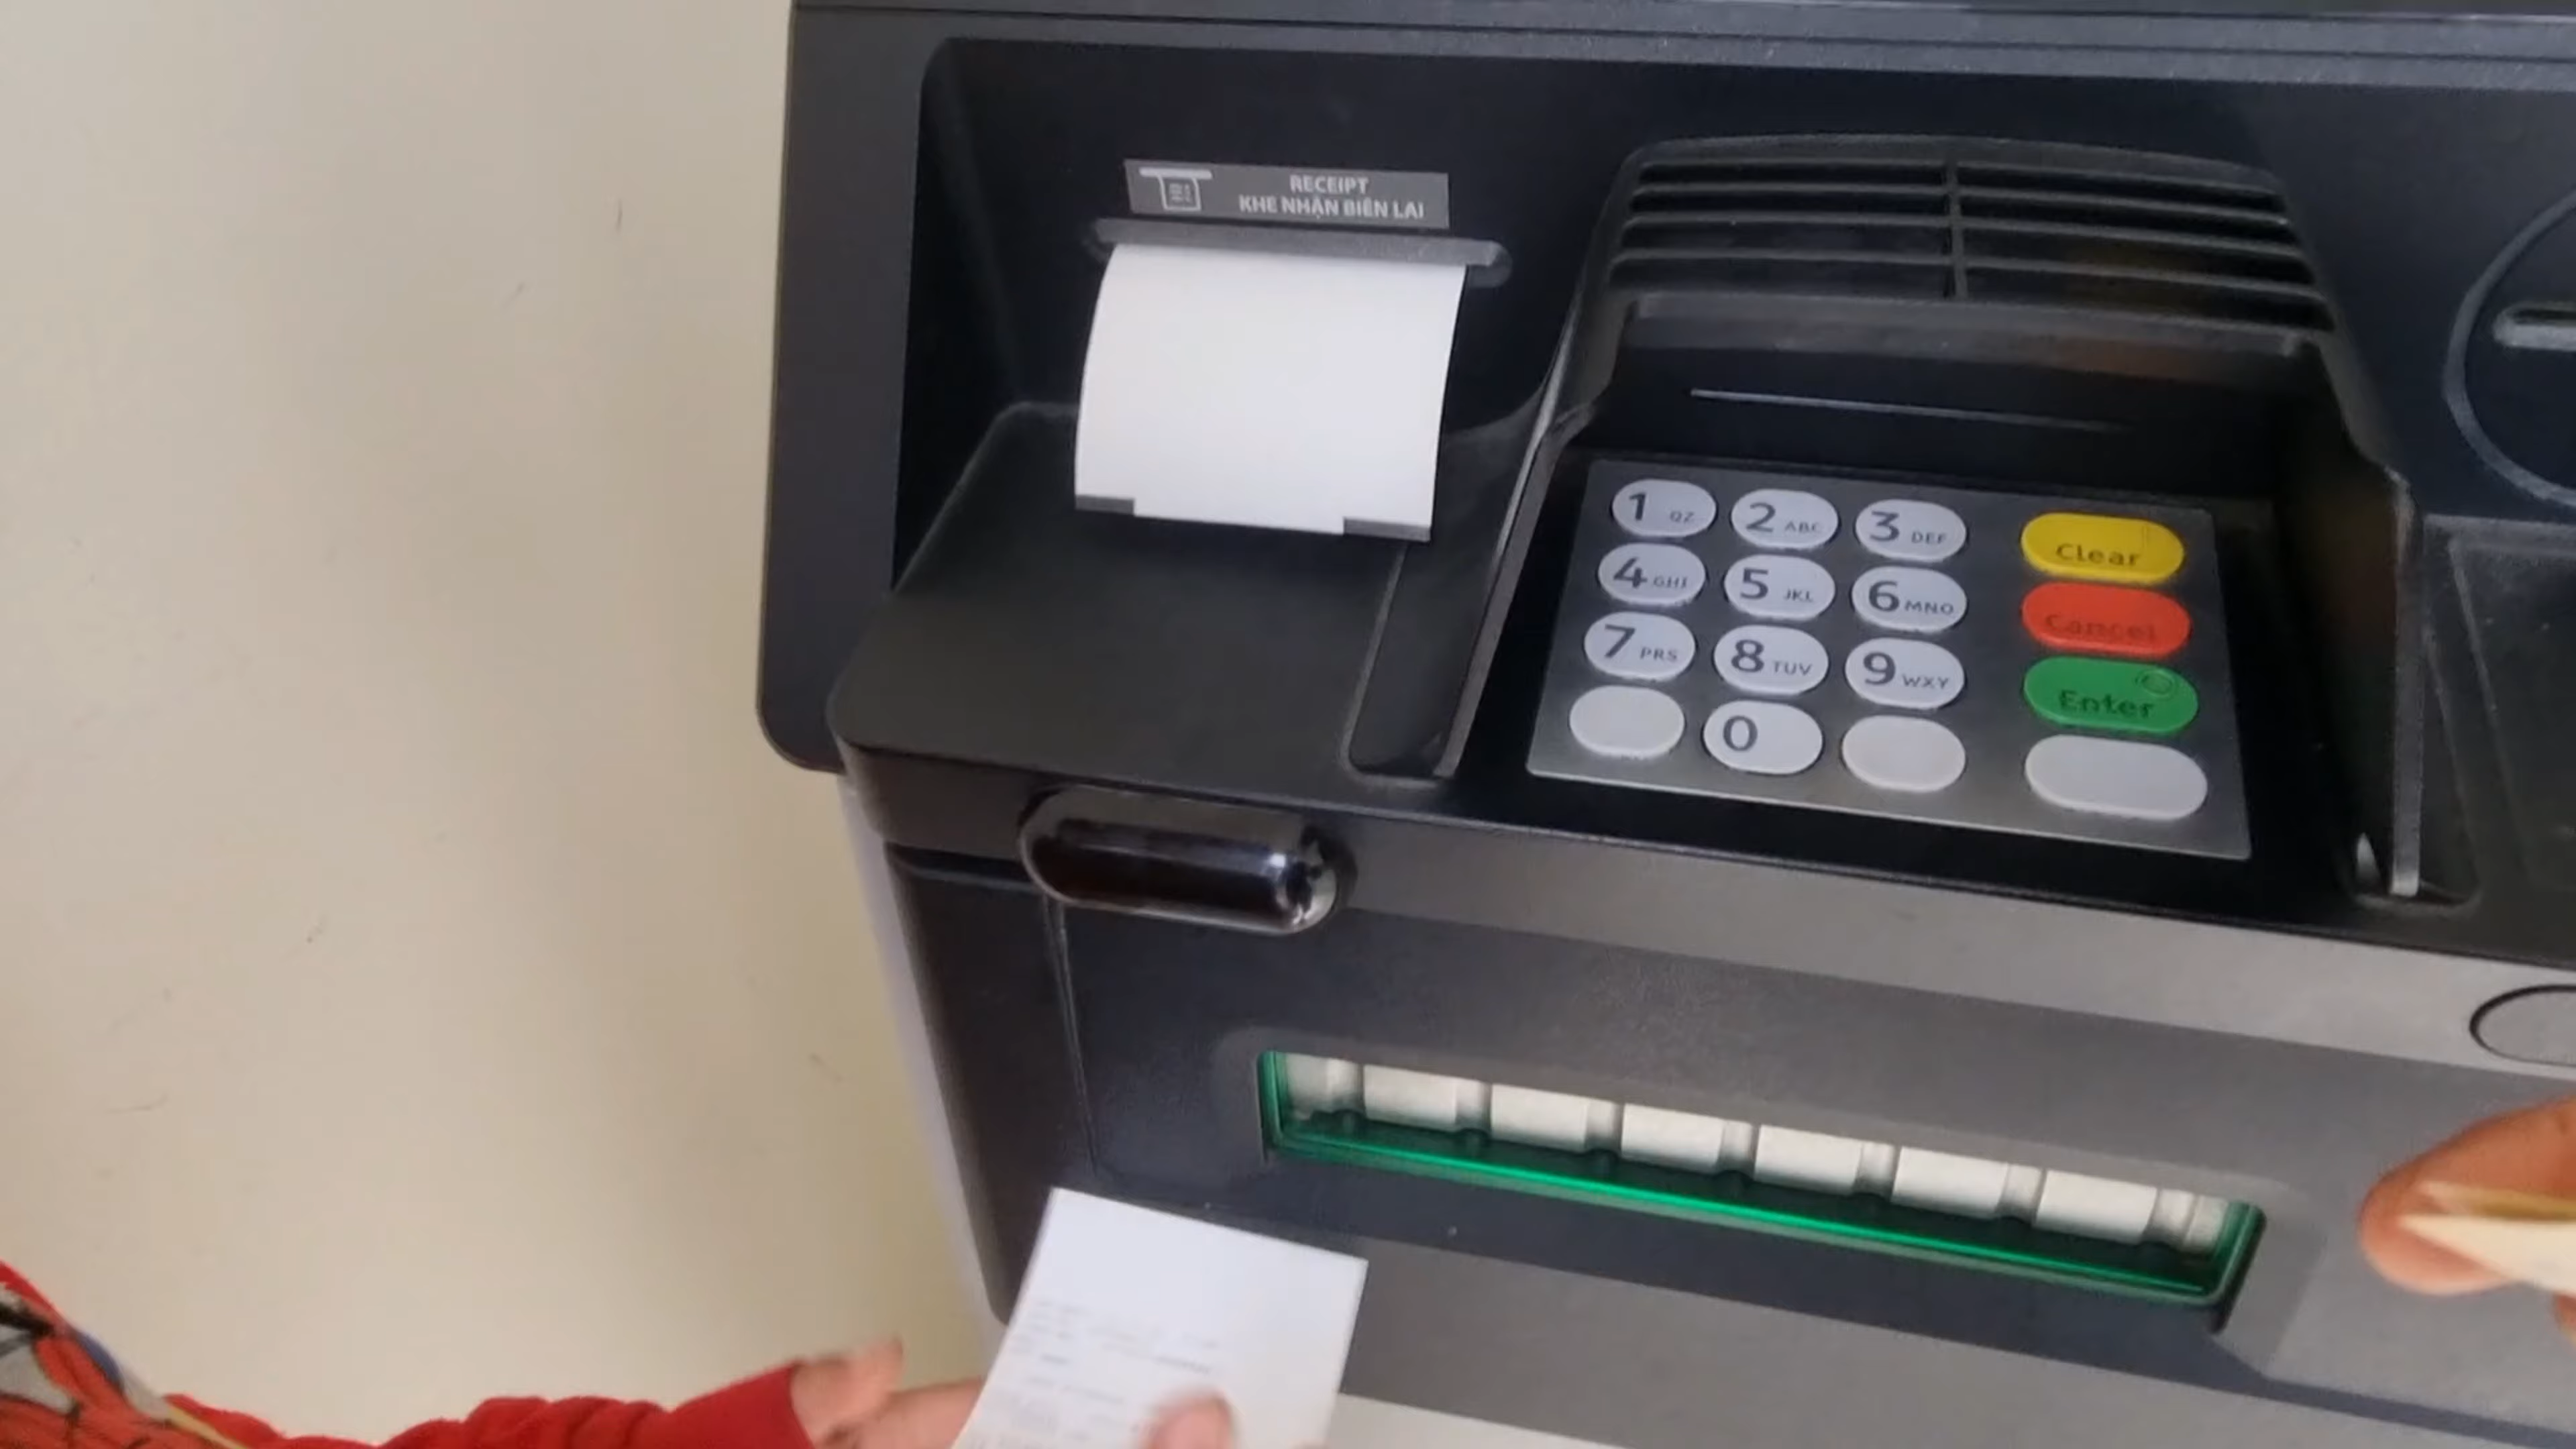 RECEIPT
KHE NHẬN BIÊN LAI
1 QZ
2 ABC
3 DEF
Clear
4 GHI
5 JKL
6 MNO
Cancel
7 PRS
8 TUV
9 WXY
Enter
0